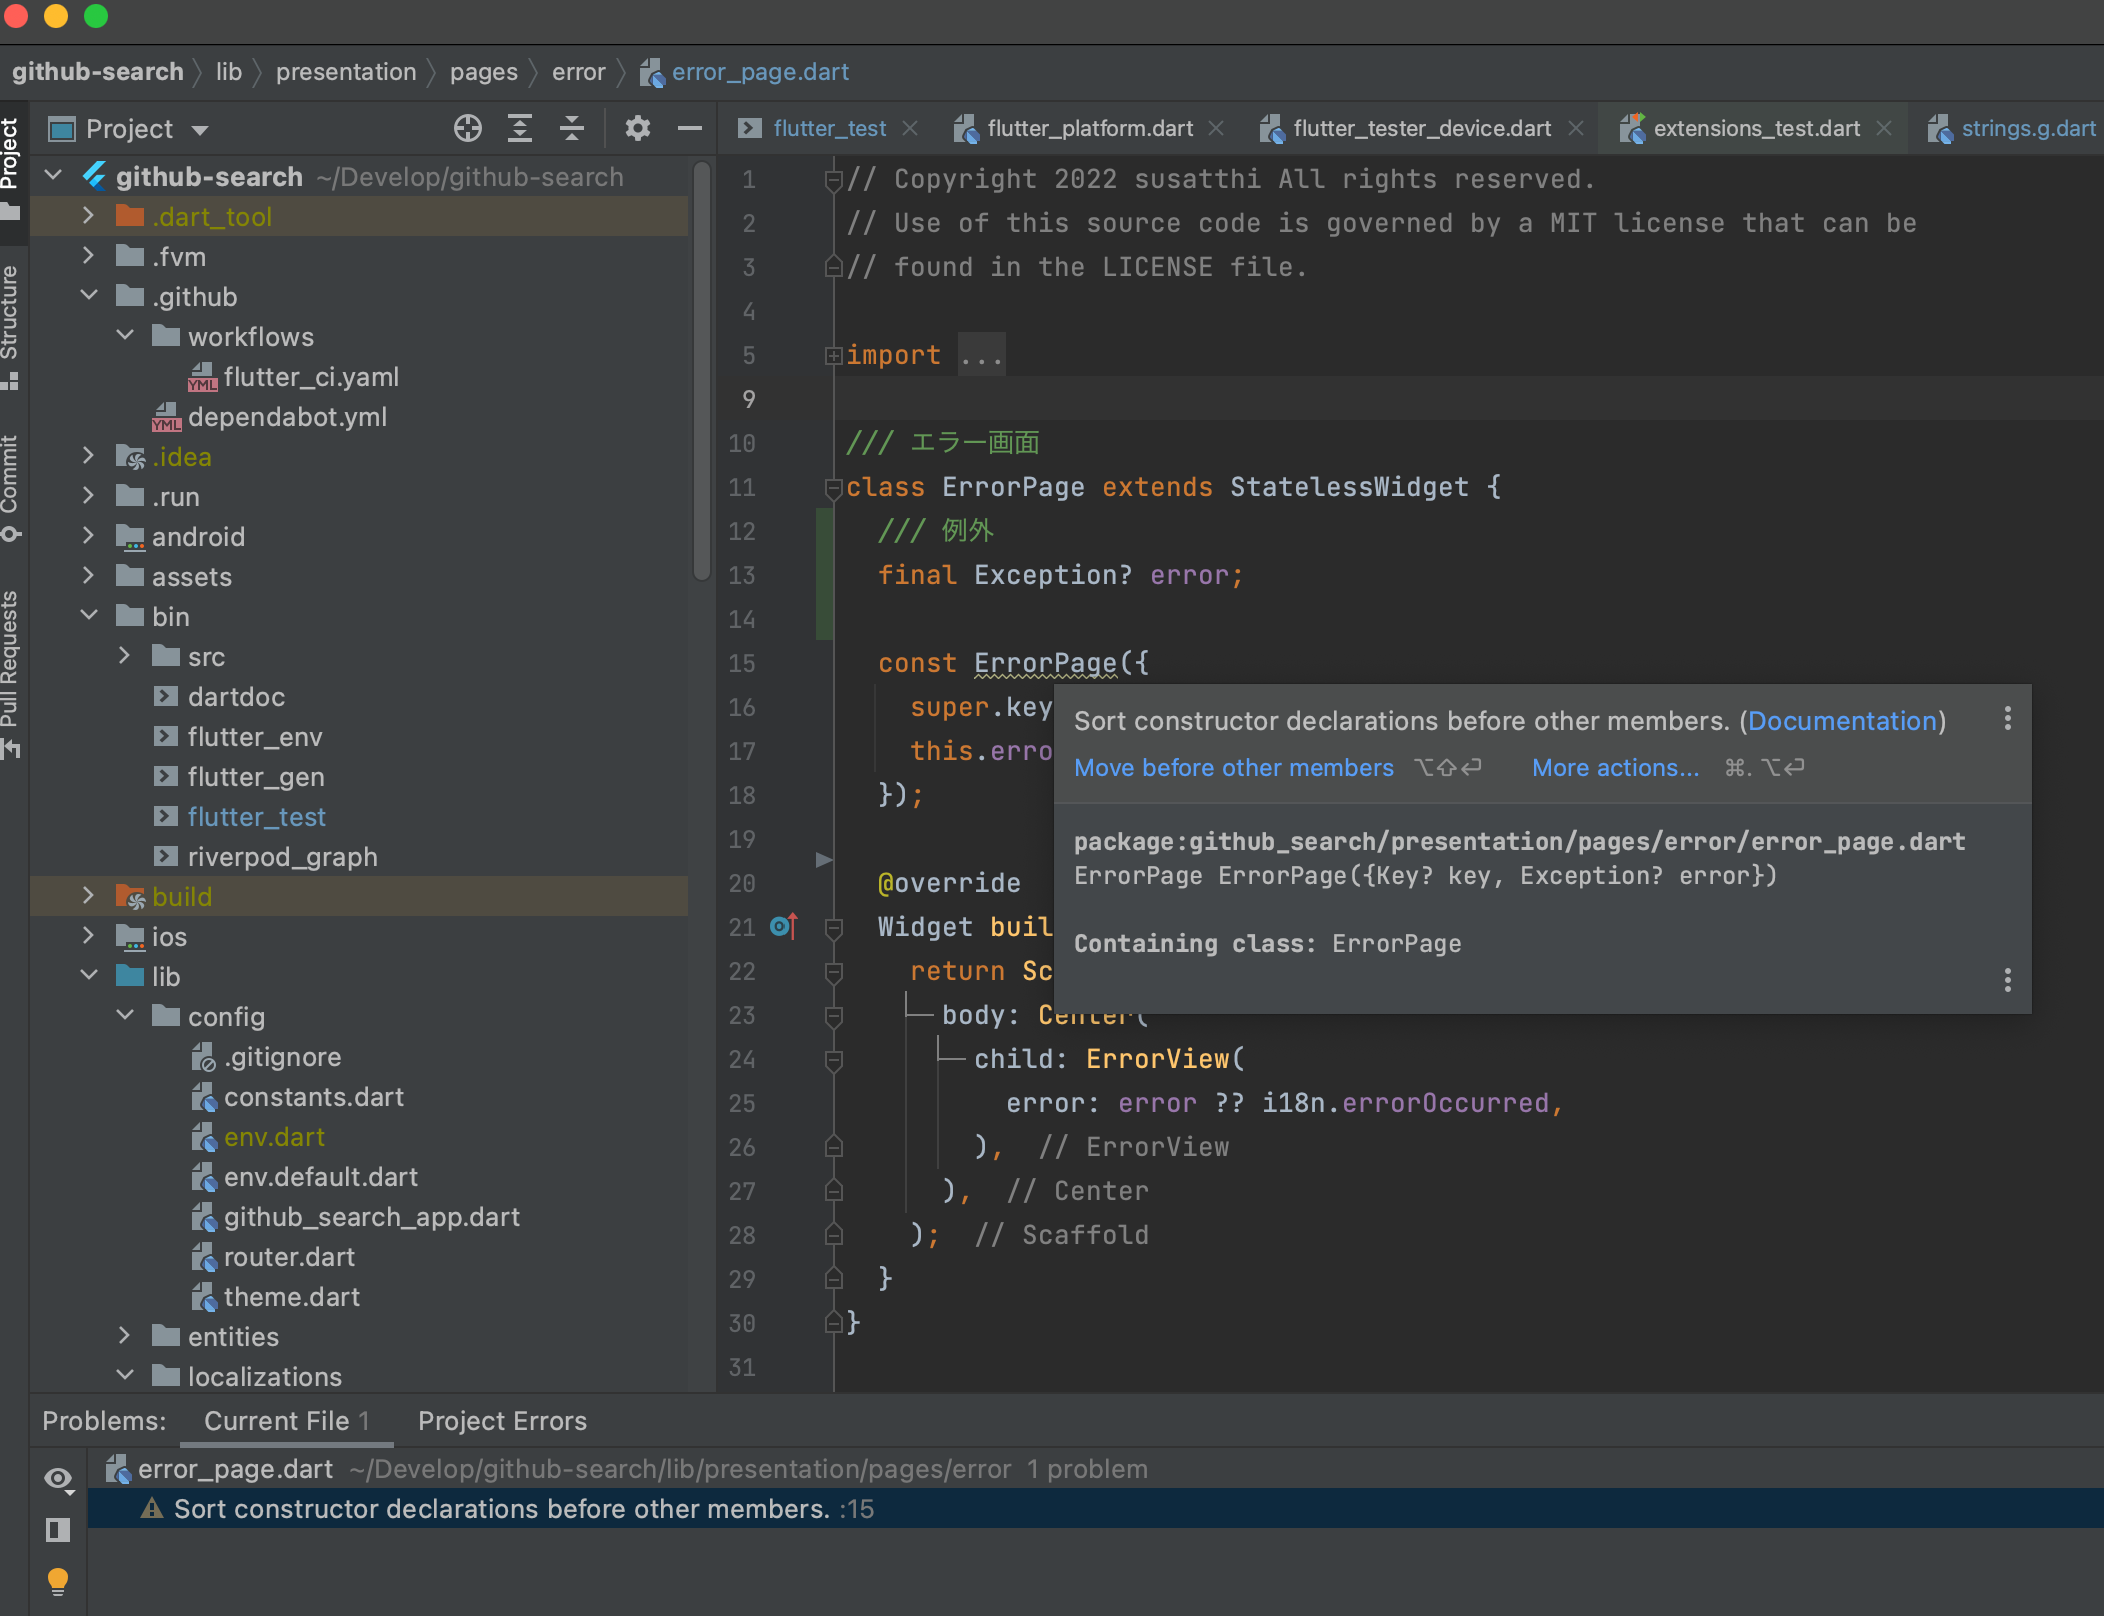 github-search lib presentation pages error error_page.dart
Project
Structure
Commit
Pull Requests
Project
github-search ~/Develop/github-search
.dart_tool
.fvm
.github
workflows
flutter_ci.yaml
dependabot.yml
.idea
.run
android
assets
bin
src
dartdoc
flutter_env
flutter_gen
flutter_test
riverpod_graph
build
ios
lib
config
.gitignore
constants.dart
env.dart
env.default.dart
github_search_app.dart
router.dart
theme.dart
entities
localizations
flutter_test flutter_platform.dart flutter_tester_device.dart extensions_test.dart strings.g.dart
1 // Copyright 2022 susatthi All rights reserved.
2 // Use of this source code is governed by a MIT license that can be
3 // found in the LICENSE file.
4
5 import ...
9
10 /// エラー画面
11 class ErrorPage extends StatelessWidget {
12 /// 例外
13 final Exception? error;
14
15 const ErrorPage({
16 super.key
17 this.erro
18 });
19
20 @override
21 Widget buil
22 return Sc
23 body: Center(
24 child: ErrorView(
25 error: error ?? i18n.errorOccurred,
26 ), // ErrorView
27 ), // Center
28 ); // Scaffold
29 }
30 }
31
Sort constructor declarations before other members. (Documentation)
Move before other members ⌥⇧⏎ More actions... ⌘. ⌥⏎
package:github_search/presentation/pages/error/error_page.dart
ErrorPage ErrorPage({Key? key, Exception? error})
Containing class: ErrorPage
Problems: Current File 1 Project Errors
error_page.dart ~/Develop/github-search/lib/presentation/pages/error 1 problem
Sort constructor declarations before other members. :15